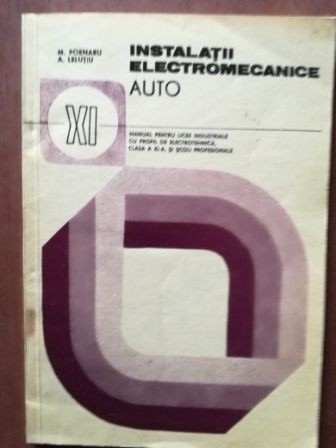 M. POENARU
A. LELUȚIU
INSTALAȚII
ELECTROMECANICE
AUTO
XI
MANUAL PENTRU LICEE INDUSTRIALE
CU PROFIL DE ELECTROTEHNICĂ,
CLASA A XI-A, ȘI ȘCOLI PROFESIONALE